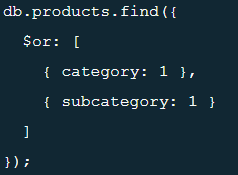 db.products.find({
  $or: [
    { category: 1 },
    { subcategory: 1 }
  ]
});